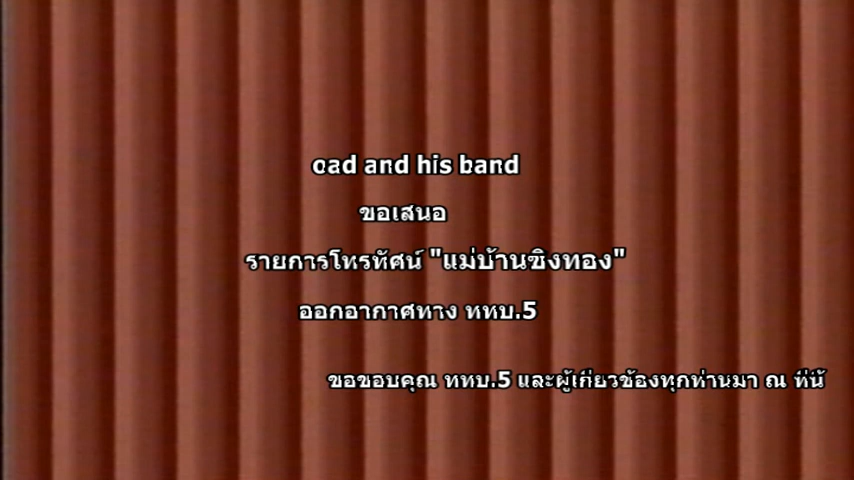 oad and his band
ขอเสนอ
รายการโทรทัศน์ "แม่บ้านชิงทอง"
ออกอากาศทาง ททบ.5
ขอขอบคุณ ททบ.5 และผู้เกี่ยวข้องทุกท่านมา ณ ที่นี้